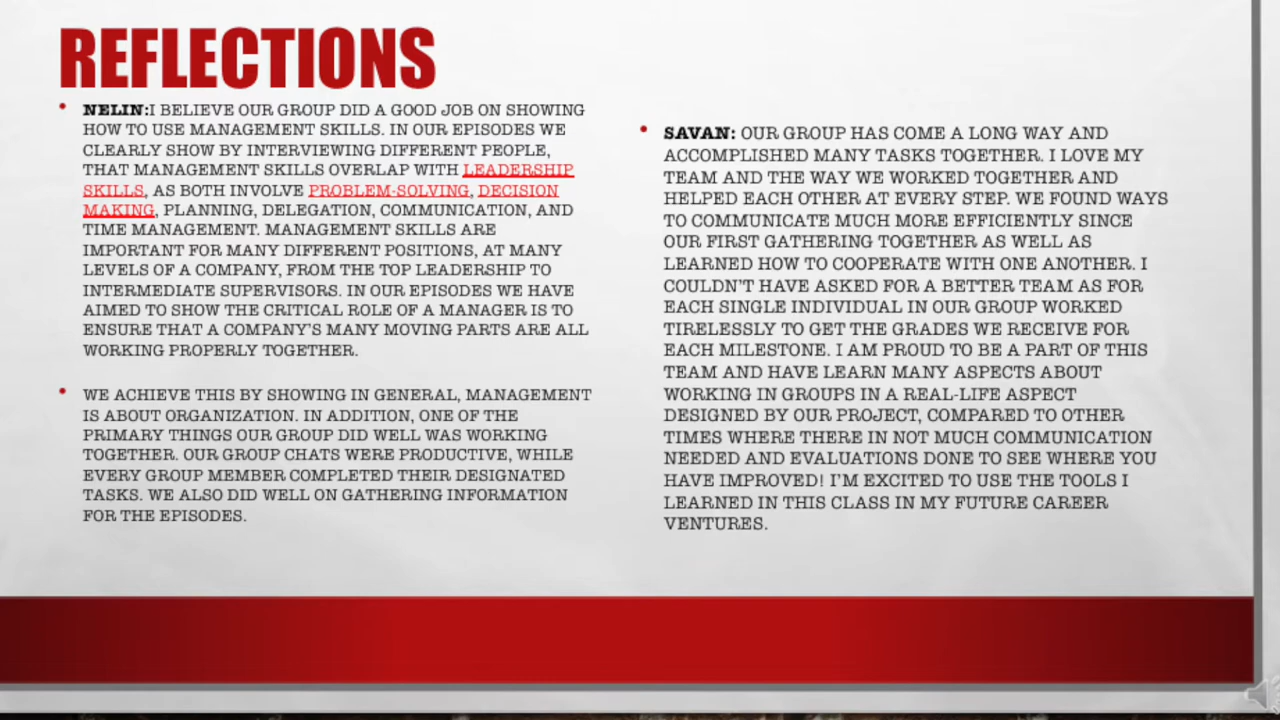 REFLECTIONS
• NELIN:I BELIEVE OUR GROUP DID A GOOD JOB ON SHOWING
HOW TO USE MANAGEMENT SKILLS. IN OUR EPISODES WE
CLEARLY SHOW BY INTERVIEWING DIFFERENT PEOPLE,
THAT MANAGEMENT SKILLS OVERLAP WITH LEADERSHIP
SKILLS, AS BOTH INVOLVE PROBLEM-SOLVING, DECISION
MAKING, PLANNING, DELEGATION, COMMUNICATION, AND
TIME MANAGEMENT. MANAGEMENT SKILLS ARE
IMPORTANT FOR MANY DIFFERENT POSITIONS, AT MANY
LEVELS OF A COMPANY, FROM THE TOP LEADERSHIP TO
INTERMEDIATE SUPERVISORS. IN OUR EPISODES WE HAVE
AIMED TO SHOW THE CRITICAL ROLE OF A MANAGER IS TO
ENSURE THAT A COMPANY'S MANY MOVING PARTS ARE ALL
WORKING PROPERLY TOGETHER.
• WE ACHIEVE THIS BY SHOWING IN GENERAL, MANAGEMENT
IS ABOUT ORGANIZATION. IN ADDITION, ONE OF THE
PRIMARY THINGS OUR GROUP DID WELL WAS WORKING
TOGETHER. OUR GROUP CHATS WERE PRODUCTIVE, WHILE
EVERY GROUP MEMBER COMPLETED THEIR DESIGNATED
TASKS. WE ALSO DID WELL ON GATHERING INFORMATION
FOR THE EPISODES.
• SAVAN: OUR GROUP HAS COME A LONG WAY AND
ACCOMPLISHED MANY TASKS TOGETHER. I LOVE MY
TEAM AND THE WAY WE WORKED TOGETHER AND
HELPED EACH OTHER AT EVERY STEP. WE FOUND WAYS
TO COMMUNICATE MUCH MORE EFFICIENTLY SINCE
OUR FIRST GATHERING TOGETHER AS WELL AS
LEARNED HOW TO COOPERATE WITH ONE ANOTHER. I
COULDN'T HAVE ASKED FOR A BETTER TEAM AS FOR
EACH SINGLE INDIVIDUAL IN OUR GROUP WORKED
TIRELESSLY TO GET THE GRADES WE RECEIVE FOR
EACH MILESTONE. I AM PROUD TO BE A PART OF THIS
TEAM AND HAVE LEARN MANY ASPECTS ABOUT
WORKING IN GROUPS IN A REAL-LIFE ASPECT
DESIGNED BY OUR PROJECT, COMPARED TO OTHER
TIMES WHERE THERE IN NOT MUCH COMMUNICATION
NEEDED AND EVALUATIONS DONE TO SEE WHERE YOU
HAVE IMPROVED! I'M EXCITED TO USE THE TOOLS I
LEARNED IN THIS CLASS IN MY FUTURE CAREER
VENTURES.